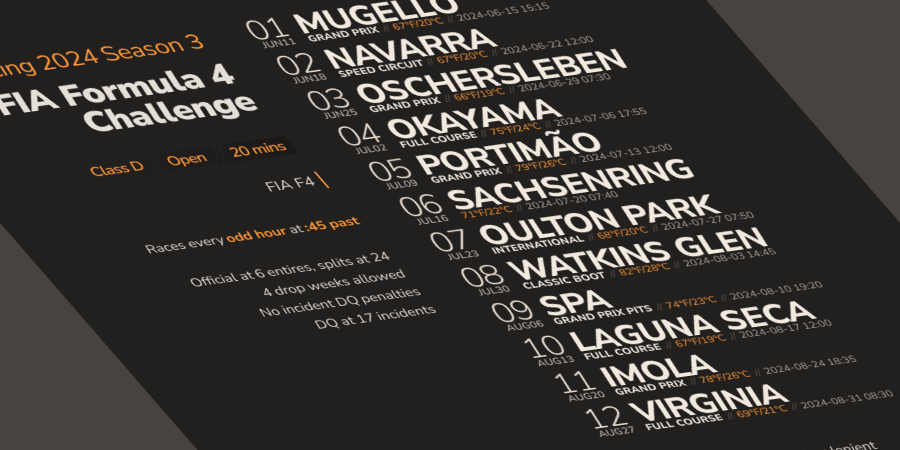 ing 2024 Season 3
FIA Formula 4
Challenge
Class D Open 20 mins
FIA F4
Races every odd hour at :45 past
Official at 6 entires, splits at 24
4 drop weeks allowed
No incident DQ penalties
DQ at 17 incidents
01 MUGELLO
JUN11 GRAND PRIX // 67°F/20°C // 2024-06-15 15:15
02 NAVARRA
JUN18 SPEED CIRCUIT // 67°F/20°C // 2024-06-22 12:00
03 OSCHERSLEBEN
JUN25 GRAND PRIX // 66°F/19°C // 2024-06-29 07:30
04 OKAYAMA
JUL02 FULL COURSE // 75°F/24°C // 2024-07-06 17:55
05 PORTIMÃO
JUL09 GRAND PRIX // 79°F/26°C // 2024-07-13 12:00
06 SACHSENRING
JUL16 71°F/22°C // 2024-07-20 07:40
07 OULTON PARK
JUL23 INTERNATIONAL // 68°F/20°C // 2024-07-27 07:50
08 WATKINS GLEN
JUL30 CLASSIC BOOT // 82°F/28°C // 2024-08-03 14:45
09 SPA
AUG06 GRAND PRIX PITS // 74°F/23°C // 2024-08-10 19:20
10 LAGUNA SECA
AUG13 FULL COURSE // 67°F/19°C // 2024-08-17 12:00
11 IMOLA
AUG20 GRAND PRIX // 78°F/26°C // 2024-08-24 18:35
12 VIRGINIA
AUG27 FULL COURSE // 69°F/21°C // 2024-08-31 08:30